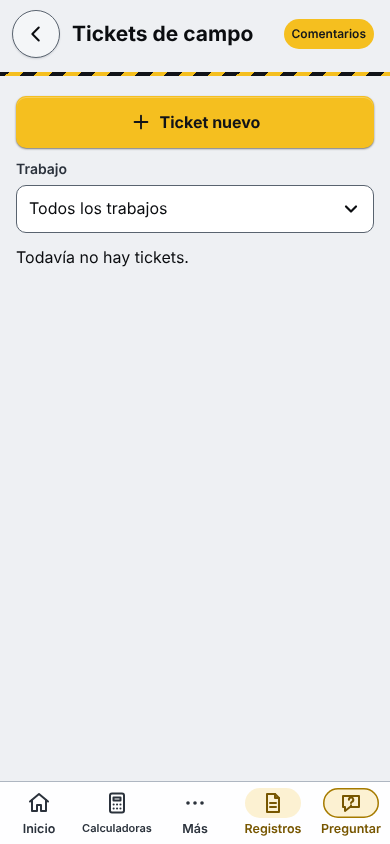 Tickets de campo
Comentarios
Ticket nuevo
Trabajo
Todos los trabajos
Todavía no hay tickets.
Inicio
Calculadoras
Más
Registros
Preguntar